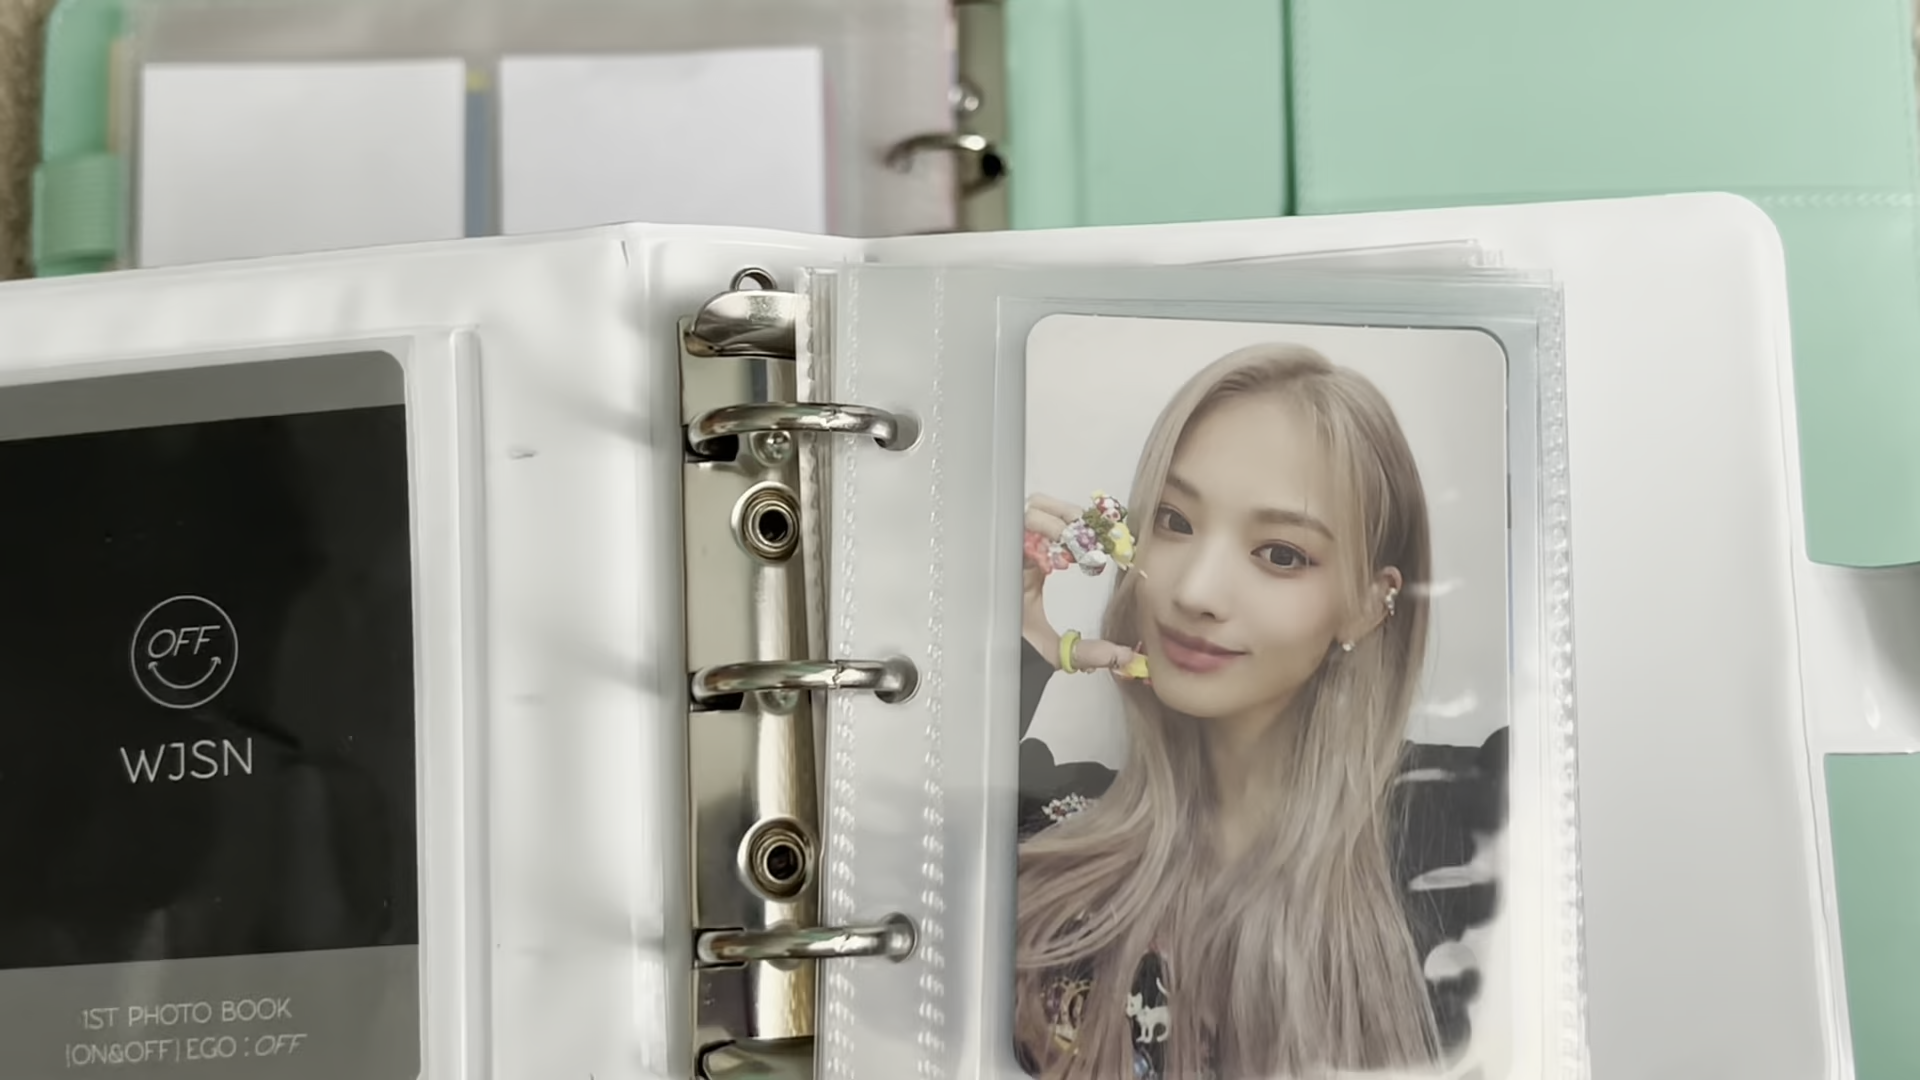 OFF
WJSN
1ST PHOTO BOOK
[ON&OFF] EGO : OFF